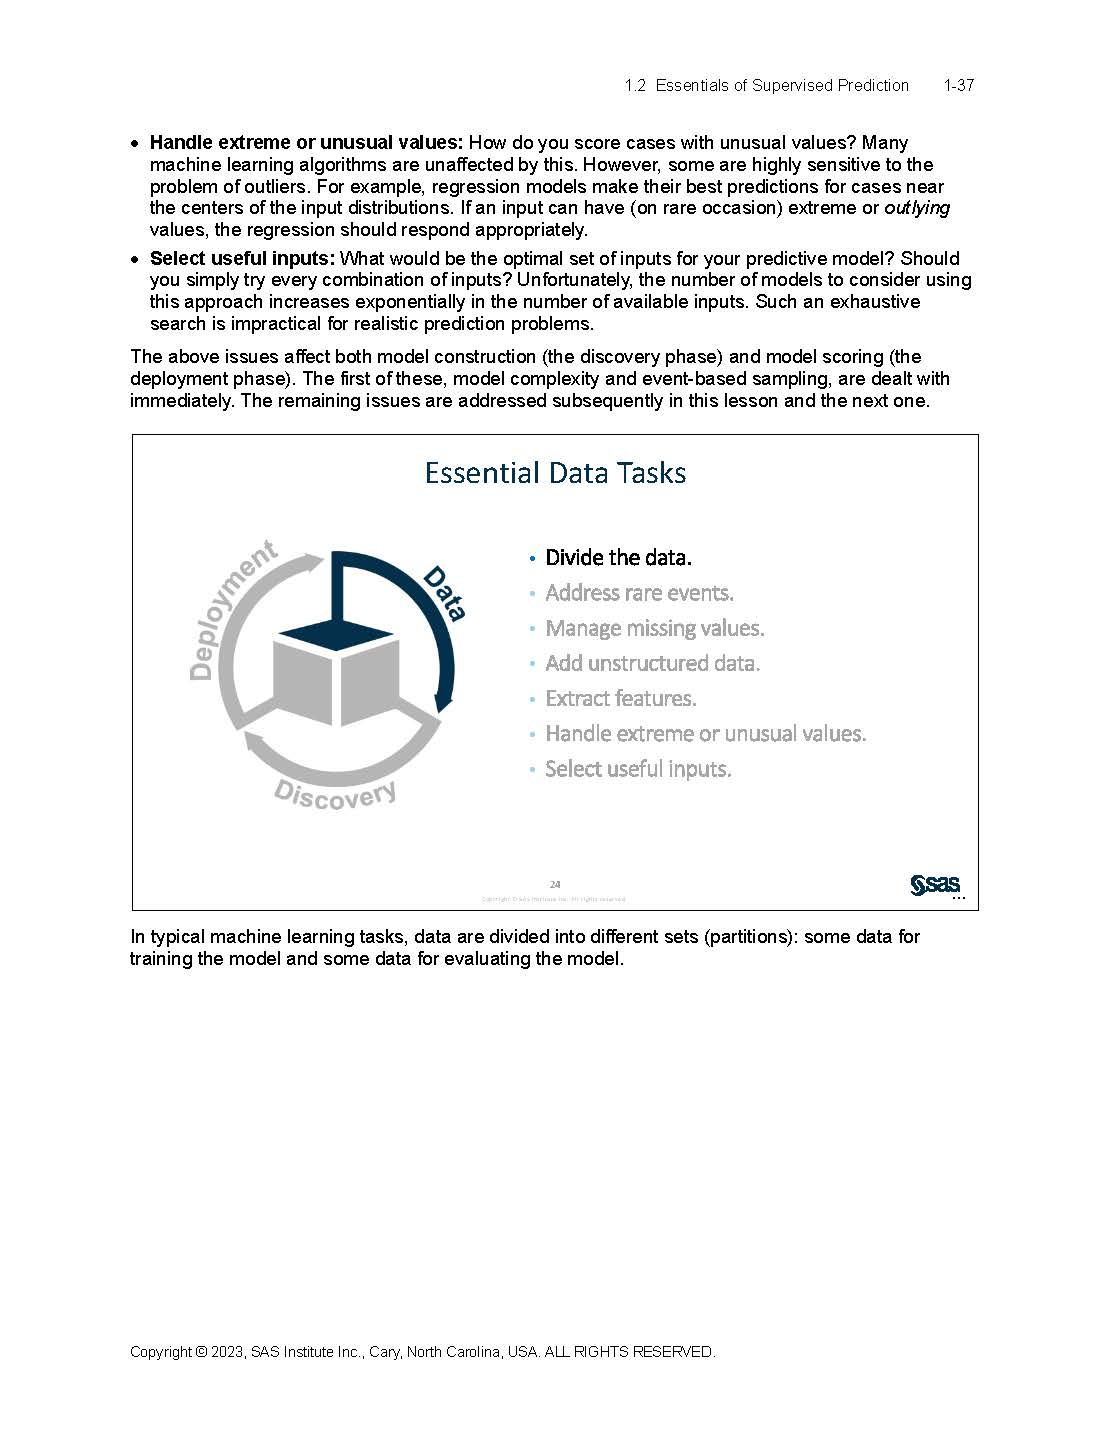 1.2 Essentials of Supervised Prediction 1-37
• Handle extreme or unusual values: How do you score cases with unusual values? Many
machine learning algorithms are unaffected by this. However, some are highly sensitive to the
problem of outliers. For example, regression models make their best predictions for cases near
the centers of the input distributions. If an input can have (on rare occasion) extreme or outlying
values, the regression should respond appropriately.
• Select useful inputs: What would be the optimal set of inputs for your predictive model? Should
you simply try every combination of inputs? Unfortunately, the number of models to consider using
this approach increases exponentially in the number of available inputs. Such an exhaustive
search is impractical for realistic prediction problems.
The above issues affect both model construction (the discovery phase) and model scoring (the
deployment phase). The first of these, model complexity and event-based sampling, are dealt with
immediately. The remaining issues are addressed subsequently in this lesson and the next one.
Essential Data Tasks
Deployment
Data
Discovery
• Divide the data.
• Address rare events.
• Manage missing values.
• Add unstructured data.
• Extract features.
• Handle extreme or unusual values.
• Select useful inputs.
24
Copyright © SAS Institute Inc. All rights reserved.
sas
...
In typical machine learning tasks, data are divided into different sets (partitions): some data for
training the model and some data for evaluating the model.
Copyright © 2023, SAS Institute Inc., Cary, North Carolina, USA. ALL RIGHTS RESERVED.